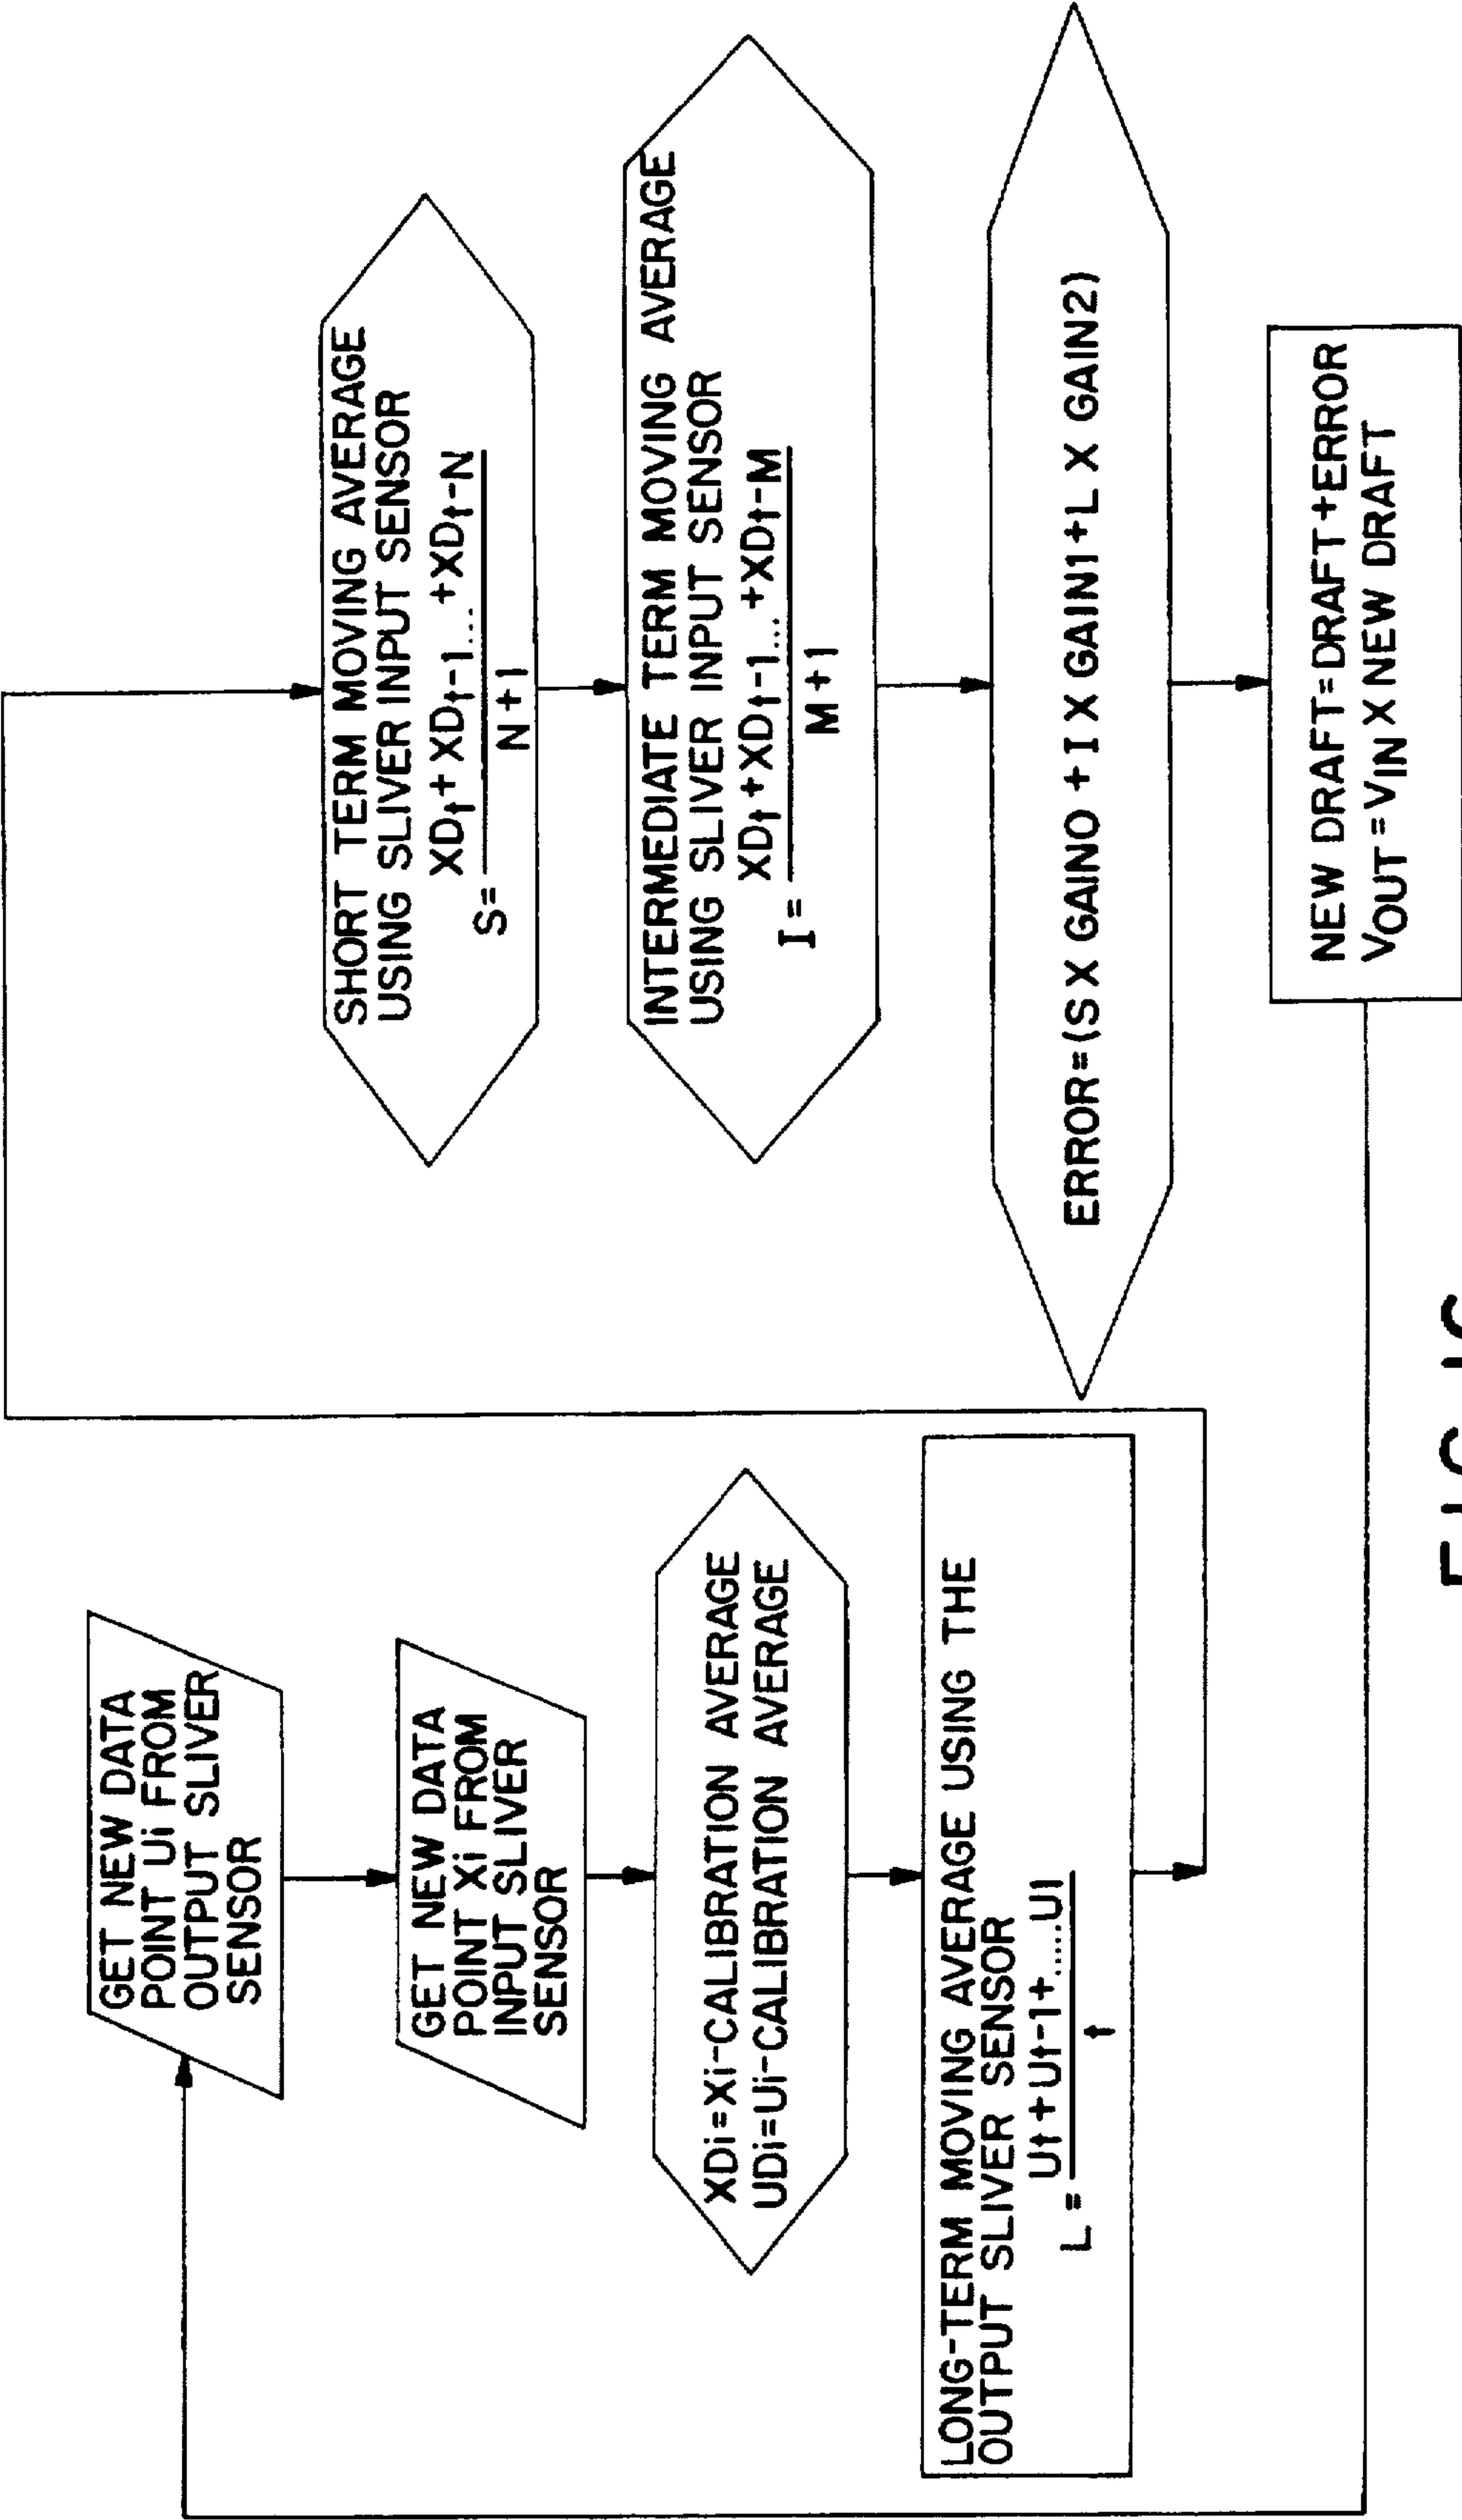 GET NEW DATA
POINT Ui FROM
OUTPUT SLIVER
SENSOR
GET NEW DATA
POINT Xi FROM
INPUT SLIVER
SENSOR
XDi=Xi-CALIBRATION AVERAGE
UDi=Ui-CALIBRATION AVERAGE
LONG-TERM MOVING AVERAGE USING THE
OUTPUT SLIVER SENSOR
Ut+Ut-1+.....U1
L=
t
SHORT TERM MOVING AVERAGE
USING SLIVER INPUT SENSOR
XDt+XDt-1...+XDt-N
S=
N+1
INTERMEDIATE TERM MOVING AVERAGE
USING SLIVER INPUT SENSOR
XDt+XDt-1...+XDt-M
I=
M+1
ERROR=(S X GAINO + I X GAIN1+L X GAIN2)
NEW DRAFT=DRAFT+ERROR
VOUT=VIN X NEW DRAFT